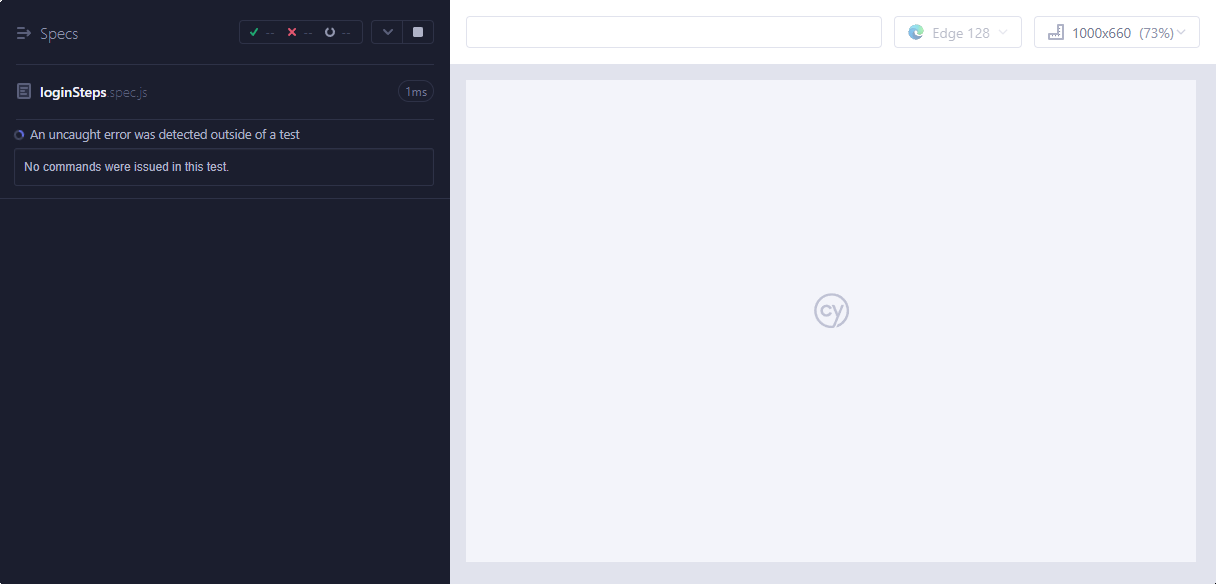 Specs
-- -- --
loginSteps.spec.js
1ms
An uncaught error was detected outside of a test
No commands were issued in this test.
Edge 128
1000x660 (73%)
cy